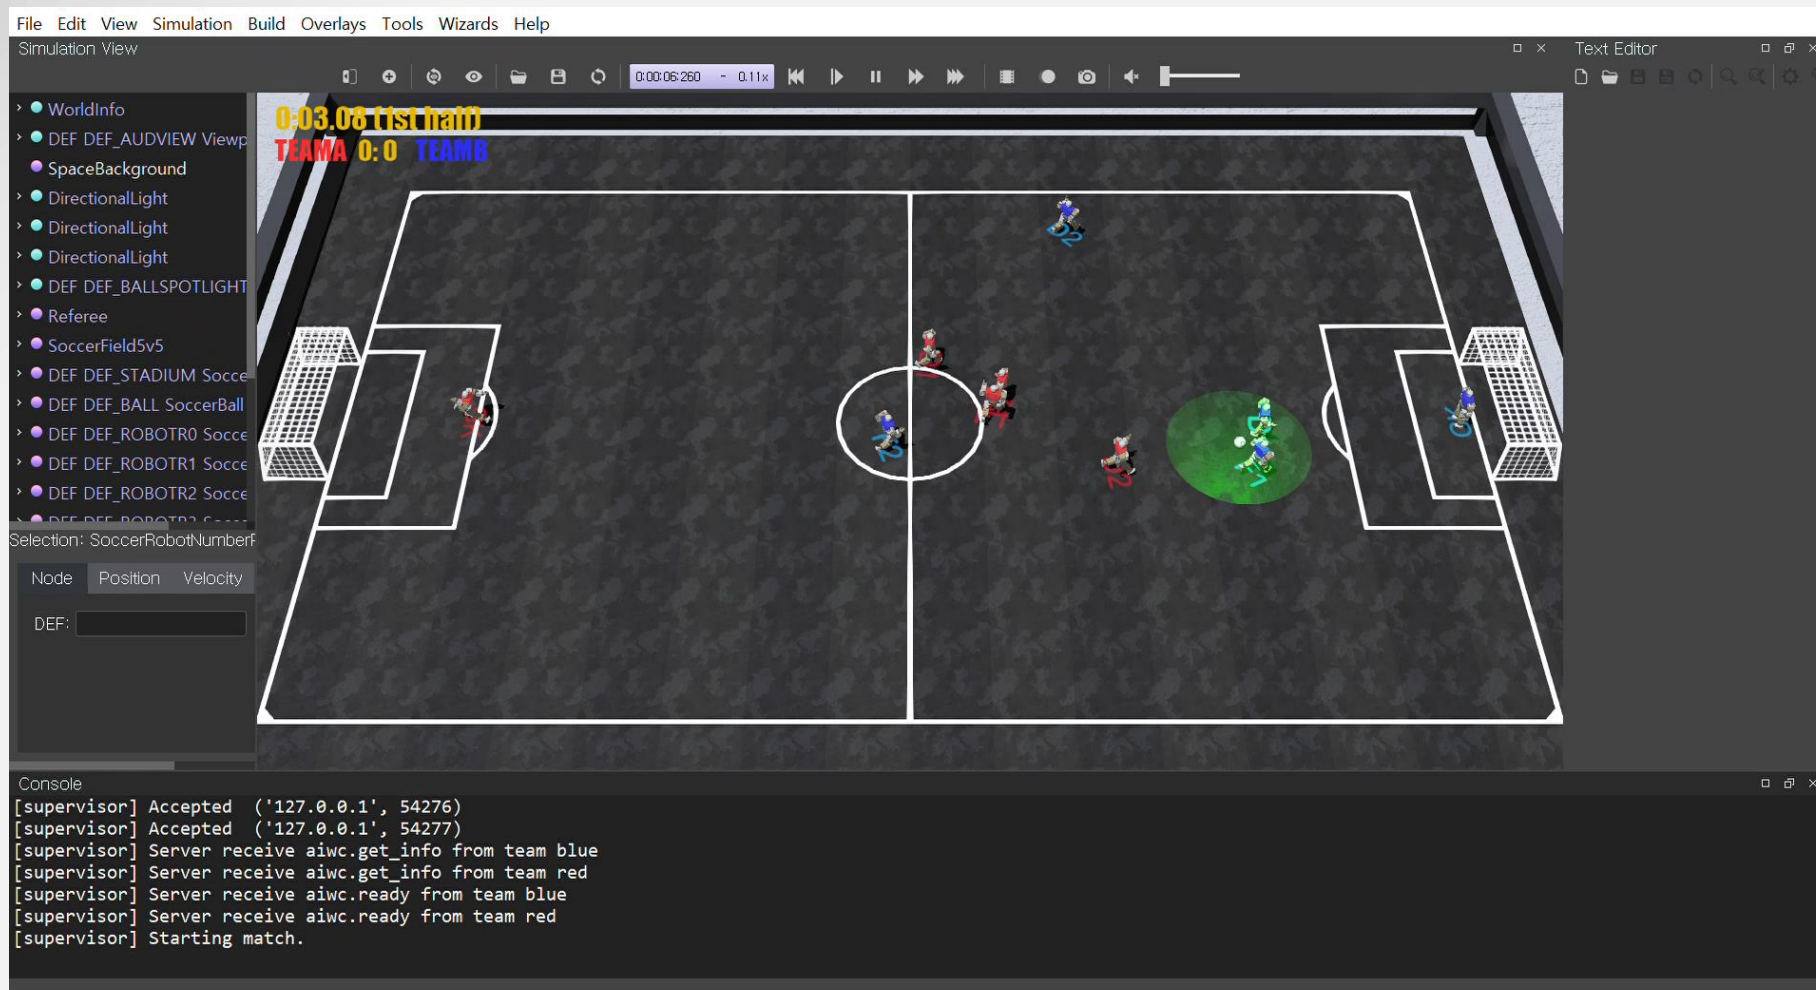 File Edit View Simulation Build Overlays Tools Wizards Help
Simulation View
Text Editor
0:00:06:260 - 0.11x
WorldInfo
DEF DEF_AUDVIEW Viewp
SpaceBackground
DirectionalLight
DirectionalLight
DirectionalLight
DEF DEF_BALLSPOTLIGHT
Referee
SoccerField5v5
DEF DEF_STADIUM Socce
DEF DEF_BALL SoccerBall
DEF DEF_ROBOTR0 Socce
DEF DEF_ROBOTR1 Socce
DEF DEF_ROBOTR2 Socce
0:03.08 (1st half)
TEAMA 0:0 TEAMB
D2
F2
F2
0
Selection: SoccerRobotNumberF
Node Position Velocity
DEF:
Console
[supervisor] Accepted ('127.0.0.1', 54276)
[supervisor] Accepted ('127.0.0.1', 54277)
[supervisor] Server receive aiwc.get_info from team blue
[supervisor] Server receive aiwc.get_info from team red
[supervisor] Server receive aiwc.ready from team blue
[supervisor] Server receive aiwc.ready from team red
[supervisor] Starting match.